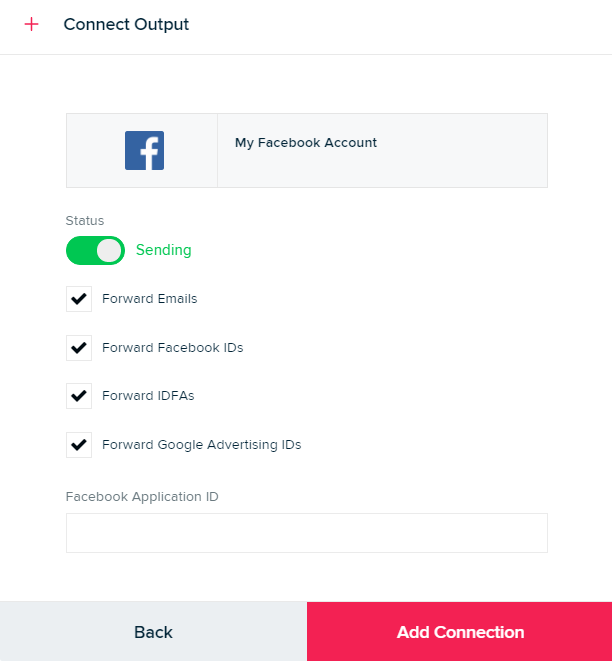 Connect Output
My Facebook Account
Status
Sending
Forward Emails
Forward Facebook IDs
Forward IDFAs
Forward Google Advertising IDs
Facebook Application ID
Back
Add Connection